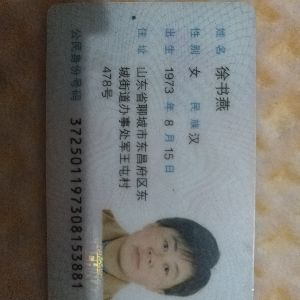 姓名 徐书燕
性别 女 民族 汉
出生 1973 年 8 月 15 日
住址 山东省聊城市东昌府区东
城街道办事处军王屯村
478号
公民身份号码 372501197308153881